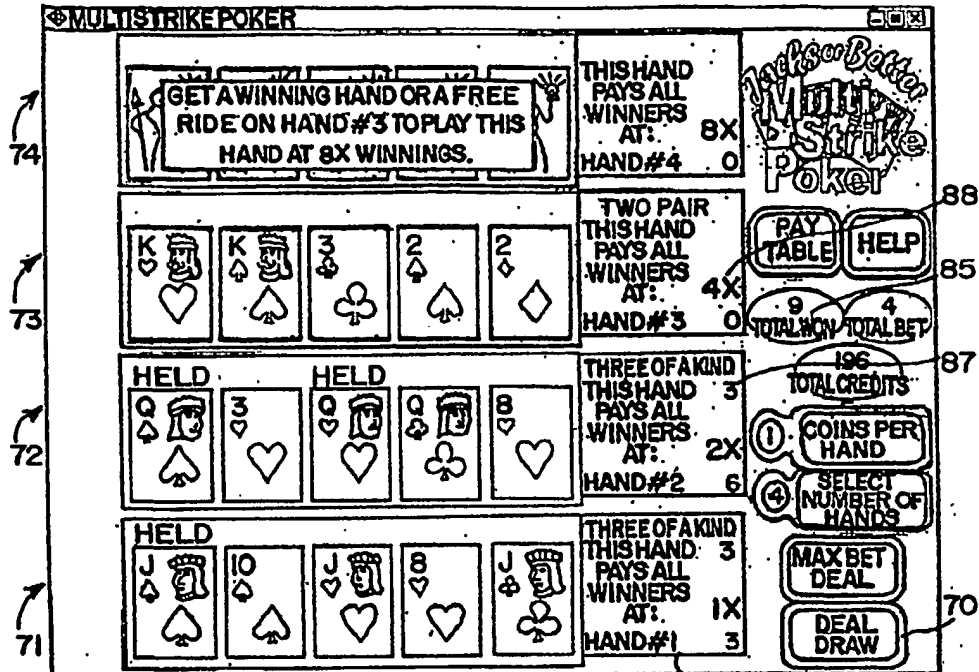 MULTISTRIKE POKER
74
GET A WINNING HAND OR A FREE
RIDE ON HAND #3 TO PLAY THIS
HAND AT 8X WINNINGS.
THIS HAND
PAYS ALL
WINNERS
AT: 8X
HAND #4 0
Jacks or Better
Multi
Strike
Poker
73
K K 3 2 2
TWO PAIR
THIS HAND
PAYS ALL
WINNERS
AT: 4X
HAND #3 0
PAY
TABLE
HELP
88
85
9
TOTAL WON
4
TOTAL BET
196
TOTAL CREDITS
87
72
HELD HELD
Q 3 Q Q 8
THREE OF A KIND
THIS HAND 3
PAYS ALL
WINNERS
AT: 2X
HAND #2 6
1 COINS PER
HAND
4 SELECT
NUMBER OF
HANDS
71
HELD
J 10 J 8 J
THREE OF A KIND
THIS HAND 3
PAYS ALL
WINNERS
AT: 1X
HAND #1 3
MAX BET
DEAL
DEAL
DRAW
70